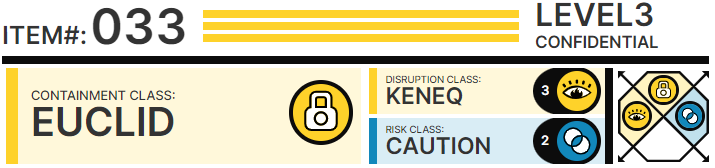 ITEM#: 033
LEVEL3
CONFIDENTIAL
CONTAINMENT CLASS:
EUCLID
DISRUPTION CLASS:
KENEQ
3
RISK CLASS:
CAUTION
2